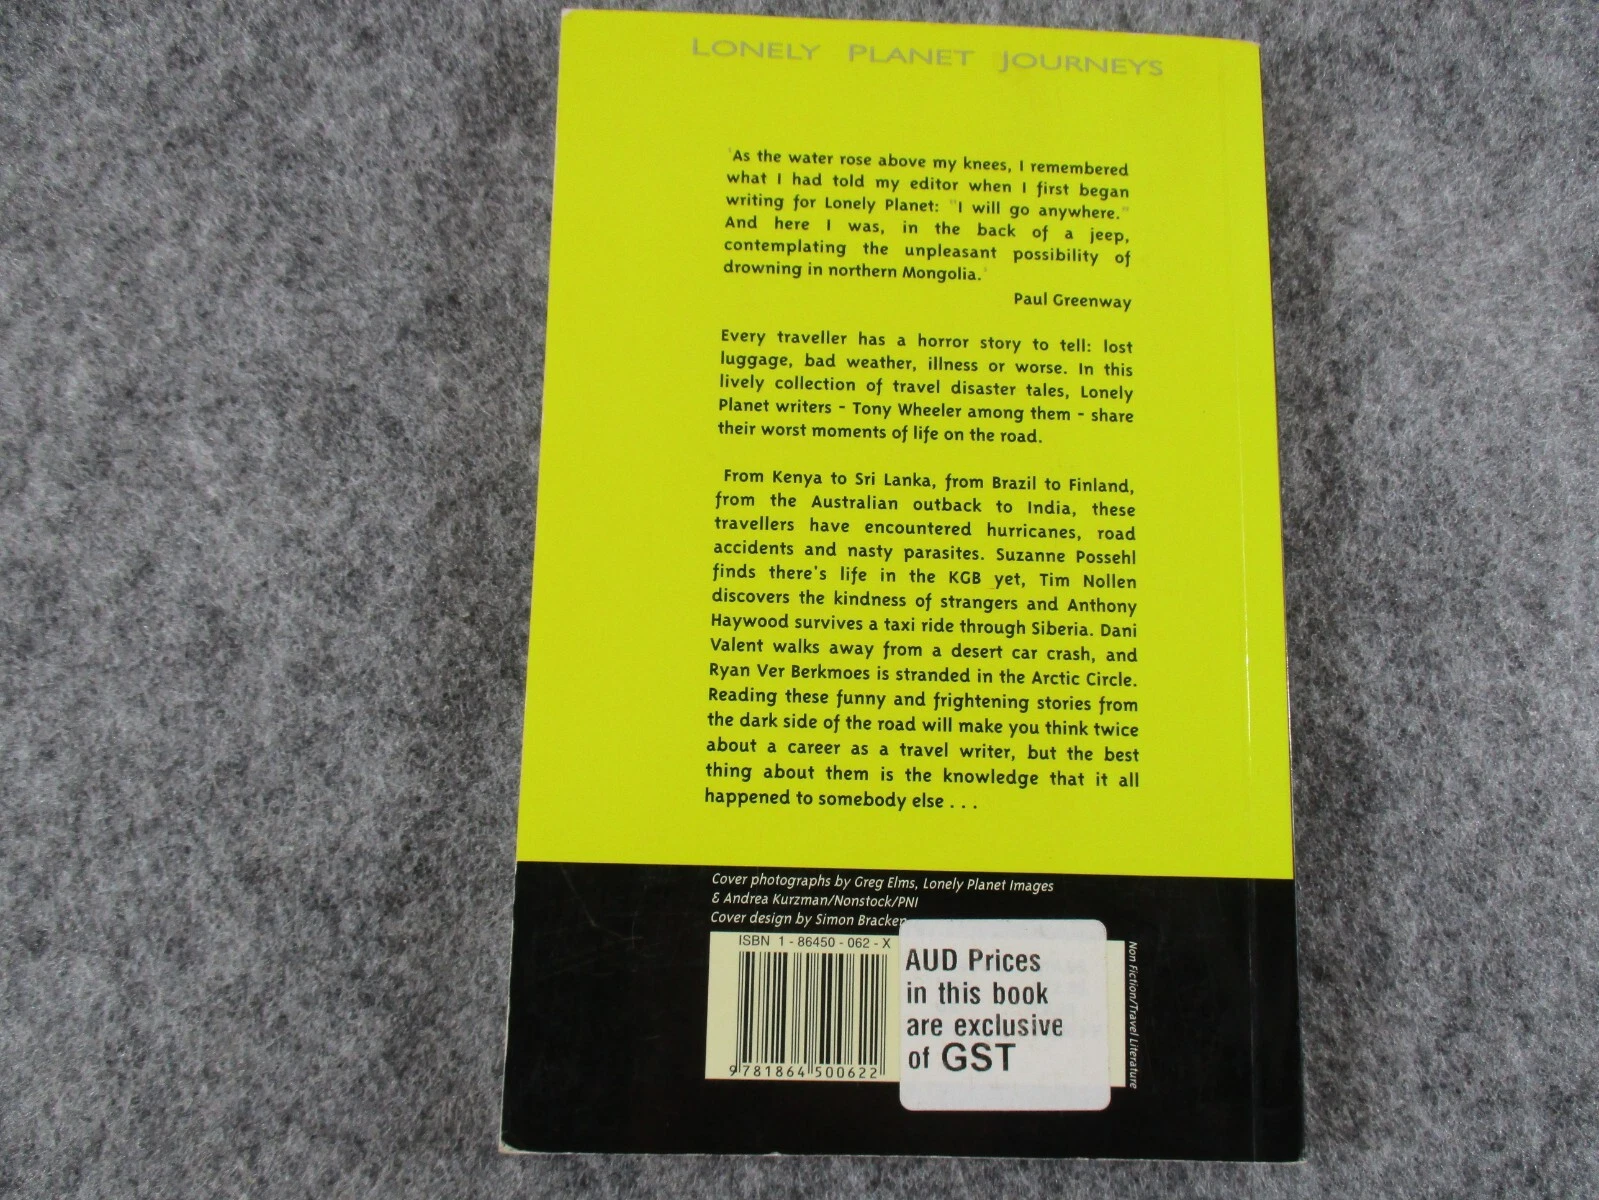 LONELY PLANET JOURNEYS
'As the water rose above my knees, I remembered
what I had told my editor when I first began
writing for Lonely Planet: "I will go anywhere."
And here I was, in the back of a jeep,
contemplating the unpleasant possibility of
drowning in northern Mongolia.'
Paul Greenway
Every traveller has a horror story to tell: lost
luggage, bad weather, illness or worse. In this
lively collection of travel disaster tales, Lonely
Planet writers - Tony Wheeler among them - share
their worst moments of life on the road.
From Kenya to Sri Lanka, from Brazil to Finland,
from the Australian outback to India, these
travellers have encountered hurricanes, road
accidents and nasty parasites. Suzanne Possehl
finds there's life in the KGB yet, Tim Nollen
discovers the kindness of strangers and Anthony
Haywood survives a taxi ride through Siberia. Dani
Valent walks away from a desert car crash, and
Ryan Ver Berkmoes is stranded in the Arctic Circle.
Reading these funny and frightening stories from
the dark side of the road will make you think twice
about a career as a travel writer, but the best
thing about them is the knowledge that it all
happened to somebody else . . .
Cover photographs by Greg Elms, Lonely Planet Images
& Andrea Kurzman/Nonstock/PNI
Cover design by Simon Bracken
ISBN 1 - 86450 - 062 - X
9 781864 500622
AUD Prices
in this book
are exclusive
of GST
Non Fiction/Travel Literature